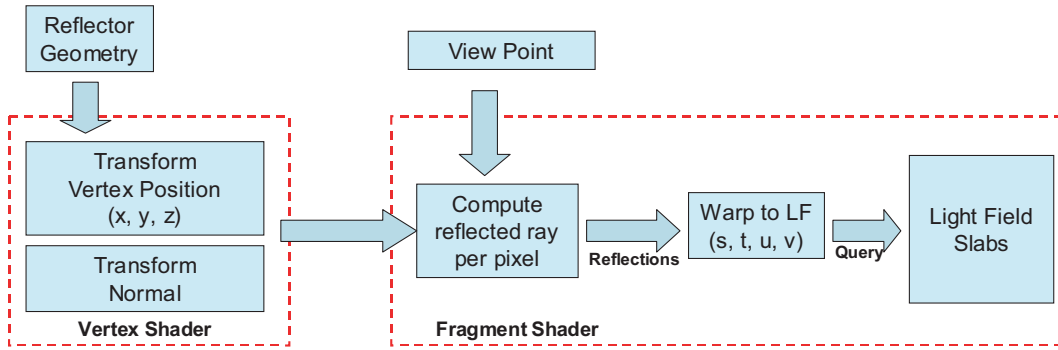 Reflector
Geometry
View Point
Transform
Vertex Position
(x, y, z)
Transform
Normal
Vertex Shader
Compute
reflected ray
per pixel
Reflections
Warp to LF
(s, t, u, v)
Query
Light Field
Slabs
Fragment Shader